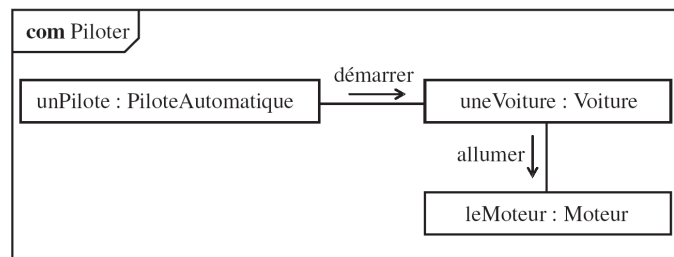 com Piloter
démarrer
unPilote : PiloteAutomatique
uneVoiture : Voiture
allumer
leMoteur : Moteur